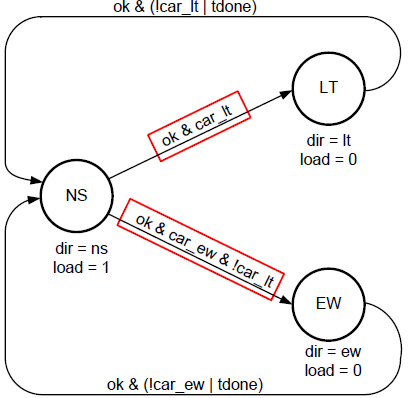 ok & (!car_lt | tdone)
LT
ok & car_lt
dir = lt
load = 0
NS
ok & car_ew & !car_lt
dir = ns
load = 1
EW
dir = ew
load = 0
ok & (!car_ew | tdone)